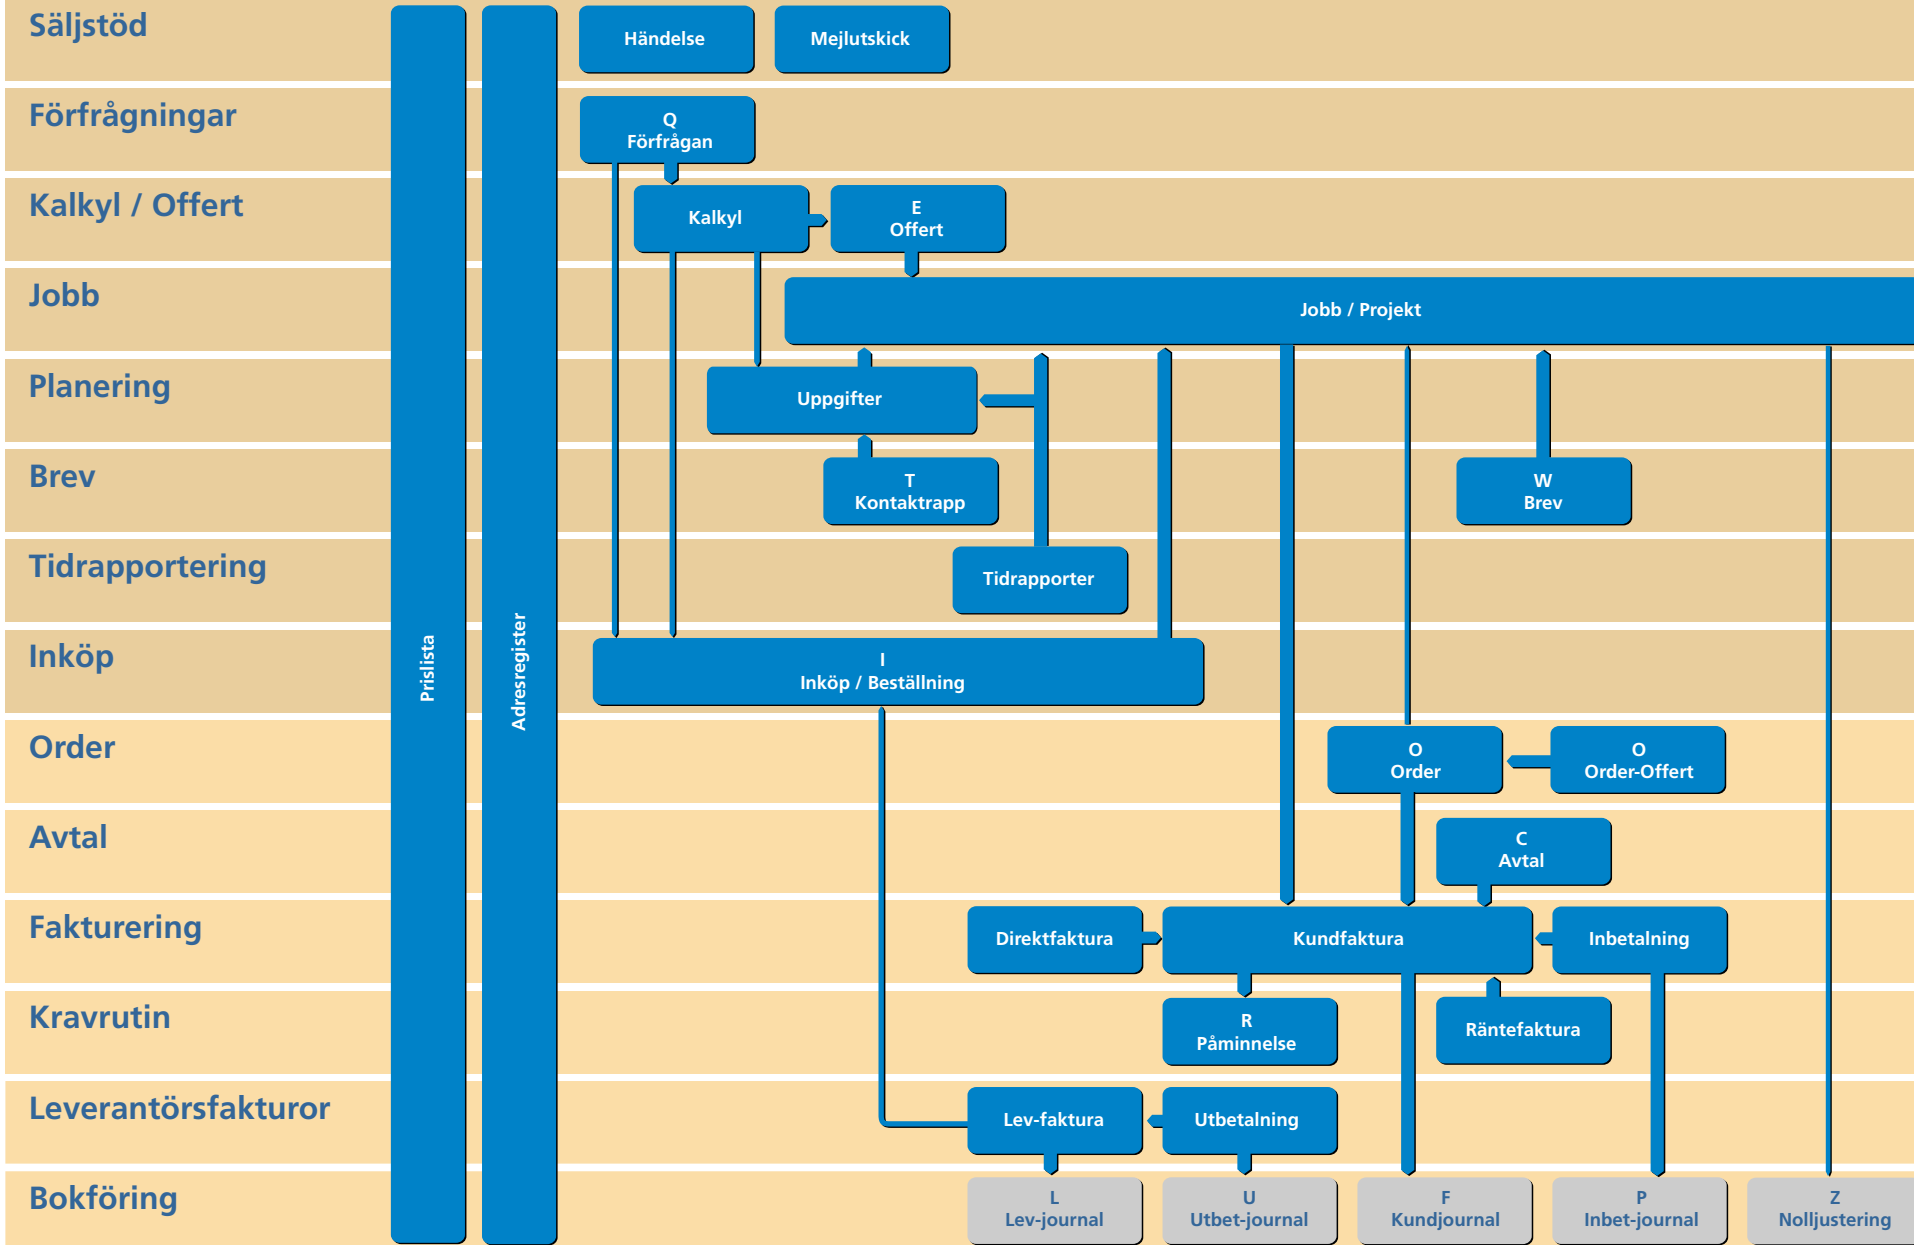 Säljstöd
Händelse
Mejlutskick
Förfrågningar
Q
Förfrågan
Kalkyl / Offert
Kalkyl
E
Offert
Jobb
Jobb / Projekt
Planering
Uppgifter
Brev
T
Kontaktrapp
W
Brev
Tidrapportering
Tidrapporter
Prislista
Adresregister
Inköp
I
Inköp / Beställning
Order
O
Order
O
Order-Offert
Avtal
C
Avtal
Fakturering
Direktfaktura
Kundfaktura
Inbetalning
Kravrutin
R
Påminnelse
Räntefaktura
Leverantörsfakturor
Lev-faktura
Utbetalning
Bokföring
L
Lev-journal
U
Utbet-journal
F
Kundjournal
P
Inbet-journal
Z
Nolljustering